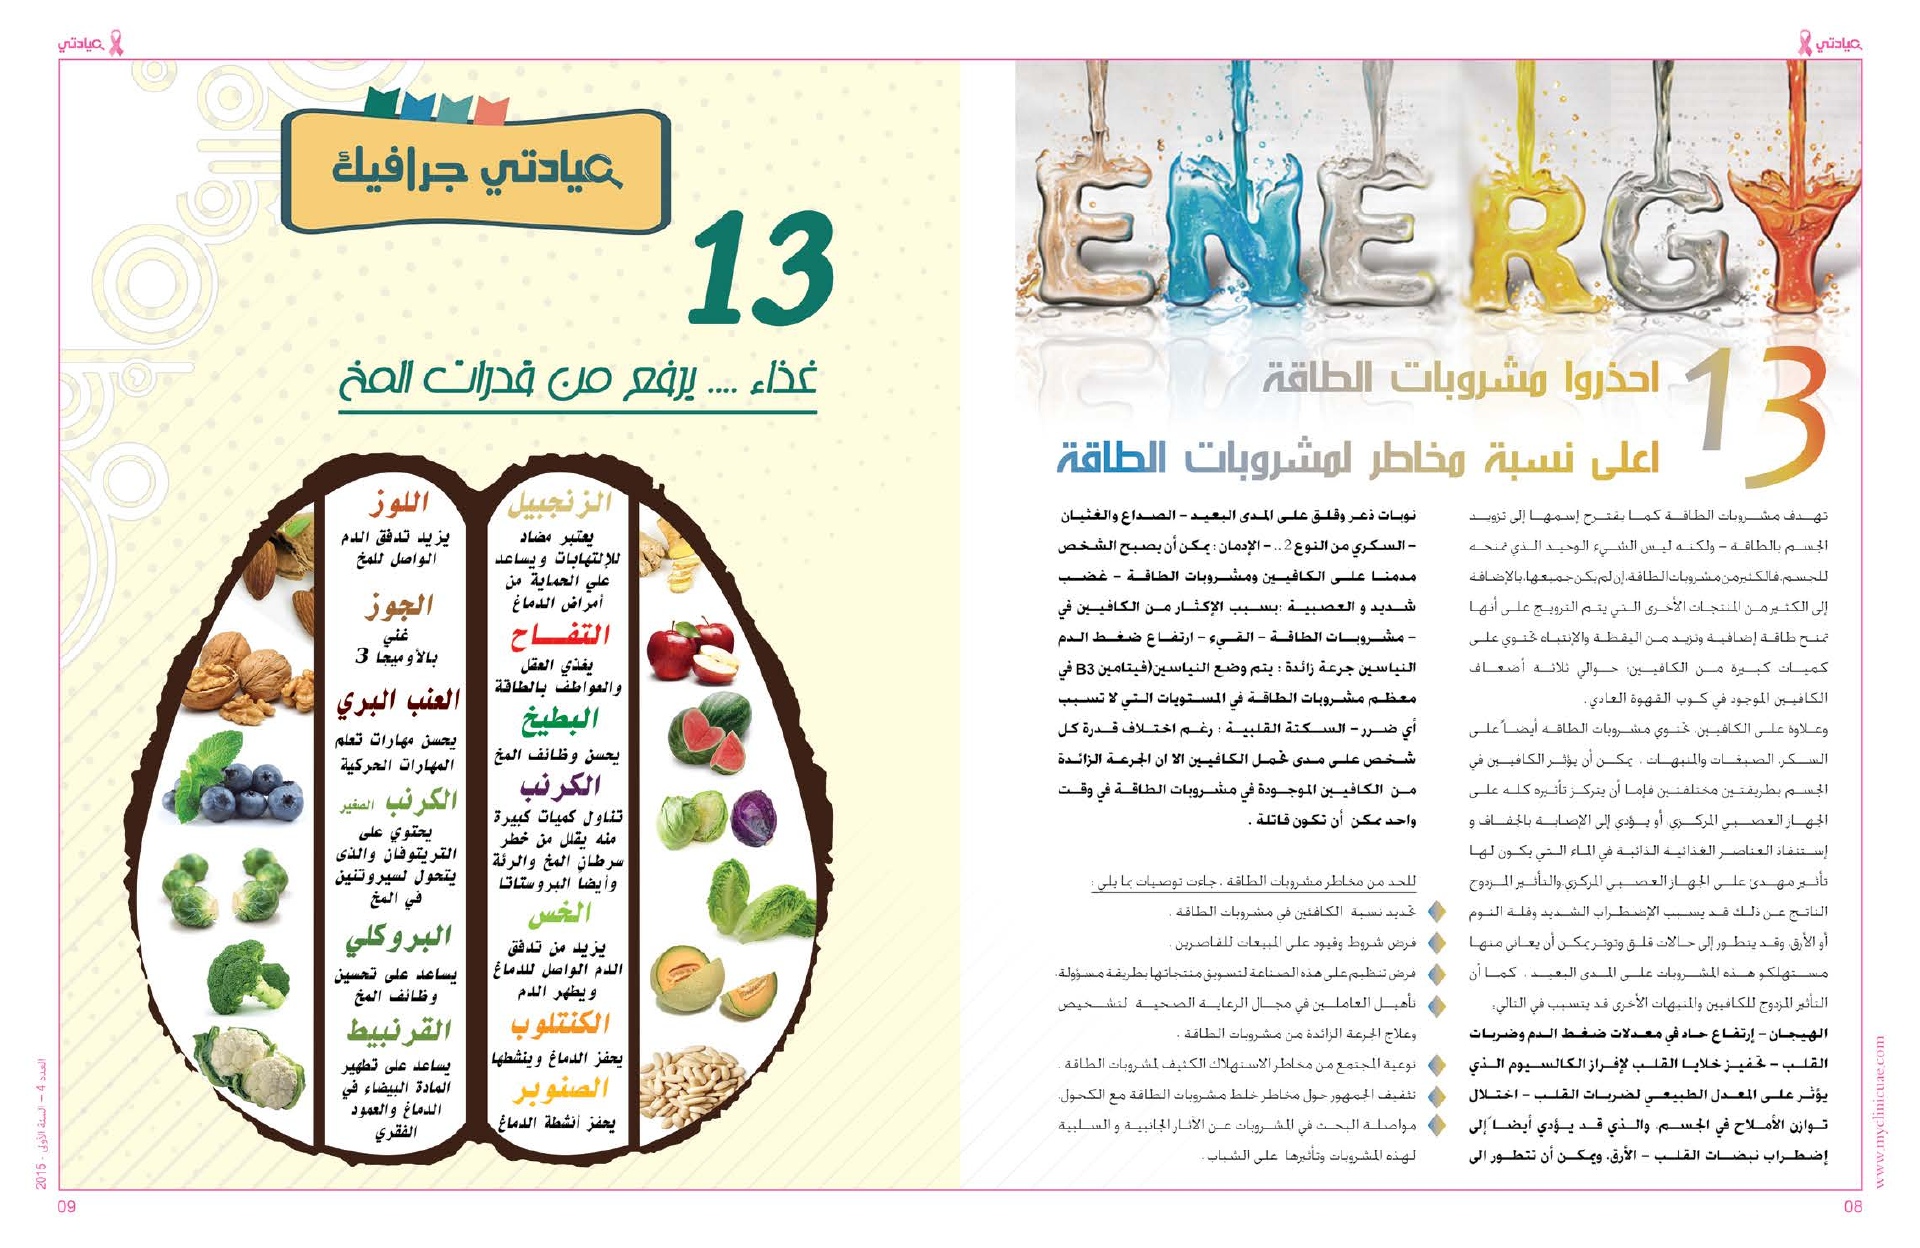 عيادتي
ENERGY
13
احذروا مشروبات الطاقة
اعلى نسبة مخاطر لمشروبات الطاقة
تهدف مشروبات الطاقة كما يقترح إسمها إلى تزويد
الجسم بالطاقة – ولكنه ليس الشيء الوحيد الذي تمنحه
للجسم. فالكثير من مشروبات الطاقة، إن لم يكن جميعها، بالإضافة
إلى الكثير من المنتجات الأخرى التي يتم الترويج على أنها
تمنح طاقة إضافية وتزيد من اليقظة والإنتباه تحتوي على
كميات كبيرة من الكافيين؛ حوالي ثلاثة أضعاف
الكافيين الموجود في كوب القهوة العادي .
وعلاوة على الكافيين، تحتوي مشروبات الطاقه أيضاً على
السكر، الصبغات والمنبهات . يمكن أن يؤثر الكافيين في
الجسم بطريقتين مختلفتين فإما أن يتركز تأثيره كله على
الجهاز العصبي المركزي، أو يؤدي إلى الإصابة بالجفاف و
إستنفاذ العناصر الغذائية الذائبة في الماء التي يكون لها
تأثير مهدئ على الجهاز العصبي المركزي. والتأثير المزدوج
الناتج عن ذلك قد يسبب الإضطراب الشديد وقلة النوم
أو الأرق، وقد يتطور إلى حالات قلق وتوتر يمكن أن يعاني منها
مستهلكو هذه المشروبات على المدى البعيد . كما أن
التأثير المزدوج للكافيين والمنبهات الأخرى قد يتسبب في التالي:
الهيجان – إرتفاع حاد في معدلات ضغط الدم وضربات
القلب – تحفيز خلايا القلب لإفراز الكالسيوم الذي
يؤثر على المعدل الطبيعي لضربات القلب – اختلال
توازن الأملاح في الجسم، والذي قد يؤدي أيضاً إلى
إضطراب نبضات القلب – الأرق، ويمكن أن تتطور الى
نوبات ذعر وقلق على المدى البعيد – الصداع والغثيان
– السكري من النوع 2 .. – الإدمان : يمكن أن يصبح الشخص
مدمنا على الكافيين ومشروبات الطاقة – غضب
شديد و العصبية :بسبب الإكثار من الكافيين في
– مشروبات الطاقة – القيء – ارتفاع ضغط الدم
النياسين جرعة زائدة : يتم وضع النياسين(فيتامين B3 في
معظم مشروبات الطاقة في المستويات التي لا تسبب
أي ضرر – السكتة القلبية : رغم اختلاف قدرة كل
شخص على مدى تحمل الكافيين الا ان الجرعة الزائدة
من الكافيين الموجودة في مشروبات الطاقة في وقت
واحد يمكن أن تكون قاتلة .
للحد من مخاطر مشروبات الطاقة ، جاءت توصيات بما يلي :
تحديد نسبة الكافئين في مشروبات الطاقة .
فرض شروط وقيود على المبيعات للقاصرين .
فرض تنظيم على هذه الصناعة لتسويق منتجاتها بطريقة مسؤولة.
تأهيل العاملين في مجال الرعاية الصحية لتشخيص
وعلاج الجرعة الزائدة من مشروبات الطاقة .
توعية المجتمع من مخاطر الاستهلاك الكثيف لمشروبات الطاقة .
تثقيف الجمهور حول مخاطر خلط مشروبات الطاقة مع الكحول.
مواصلة البحث في المشروبات عن الآثار الجانبية و السلبية
لهذه المشروبات وتأثيرها على الشباب .
www.myclinicuae.com
08
عيادتي
عيادتي جرافيك
13
غذاء .... يرفع من قدرات المخ
الزنجبيل
يعتبر مضاد
للإلتهابات ويساعد
علي الحماية من
أمراض الدماغ
التفـــاح
يغذي العقل
والعواطف بالطاقة
البطيخ
يحسن وظائف المخ
الكرنب
تناول كميات كبيرة
منه يقلل من خطر
سرطان المخ والرئة
وأيضاً البروستاتا
الخس
يزيد من تدفق
الدم الواصل للدماغ
ويطهر الدم
الكنتلوب
يحفز الدماغ وينشطها
الصنوبر
يحفز أنشطة الدماغ
اللوز
يزيد تدفق الدم
الواصل للمخ
الجوز
غني
بالأوميجا 3
العنب البري
يحسن مهارات تعلم
المهارات الحركية
الكرنب الصغير
يحتوي على
التريتوفان والذى
يتحول لسيروتنين
في المخ
البروكلي
يساعد على تحسين
وظائف المخ
القرنبيط
يساعد على تطهير
المادة البيضاء في
الدماغ والعمود
الفقري
العدد 4 – السنة الأولى - 2015
09